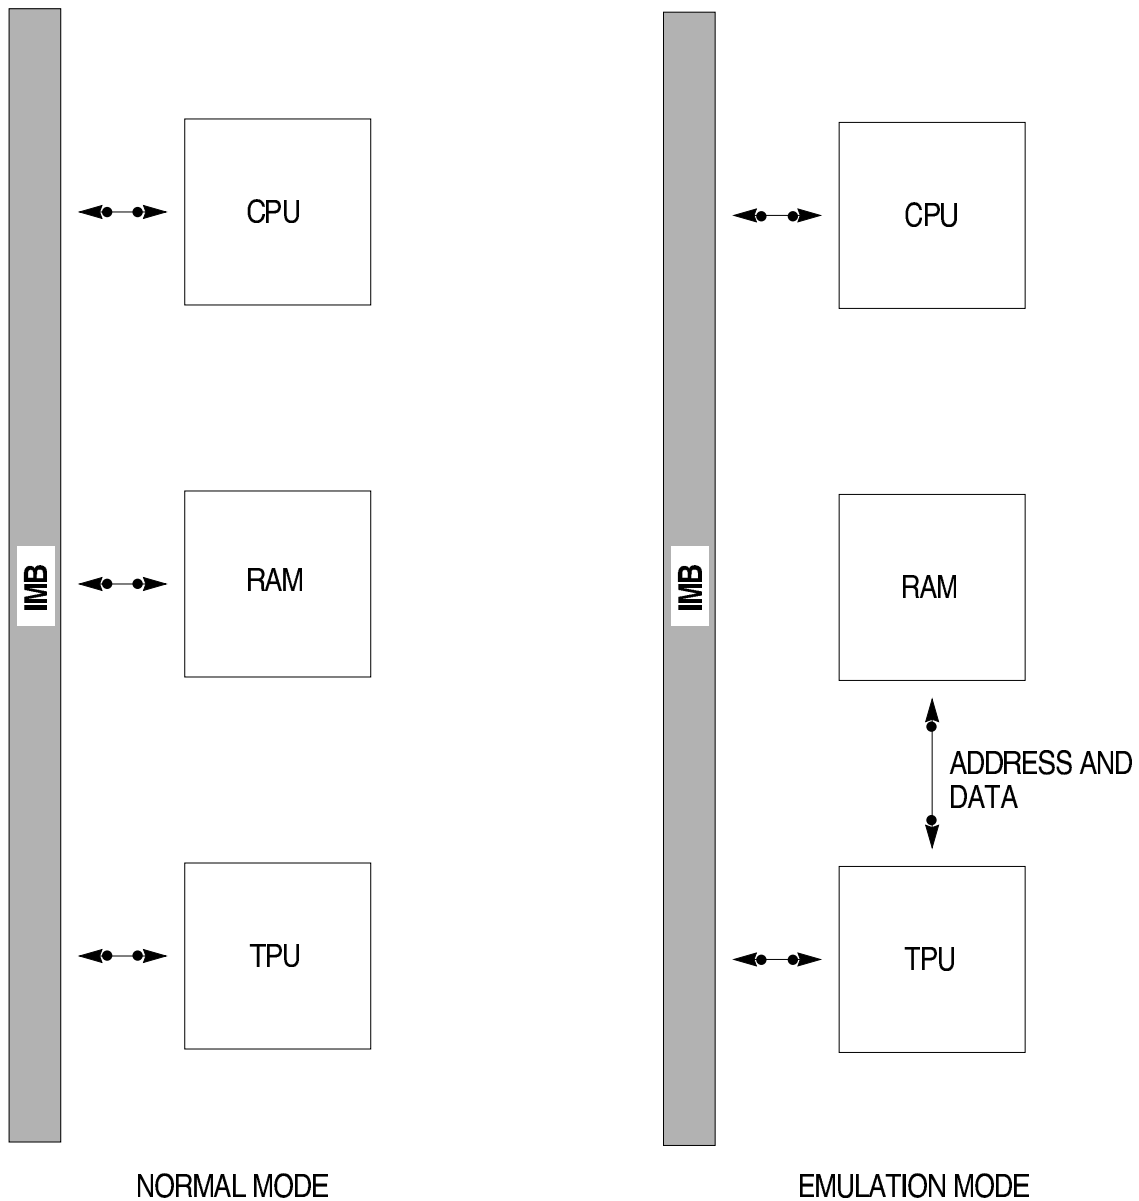 CPU
RAM
IMB
TPU
NORMAL MODE
CPU
RAM
IMB
ADDRESS AND
DATA
TPU
EMULATION MODE